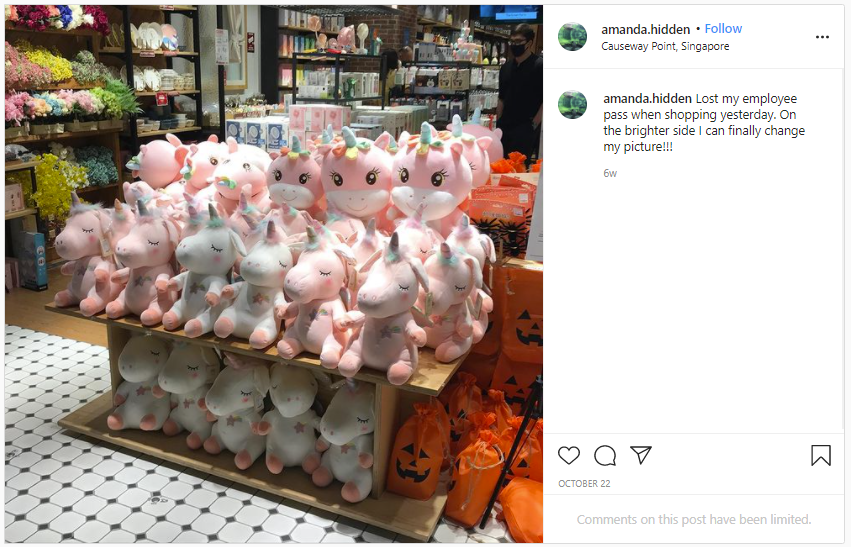 amanda.hidden • Follow
Causeway Point, Singapore
amanda.hidden Lost my employee
pass when shopping yesterday. On
the brighter side I can finally change
my picture!!!
6w
OCTOBER 22
Comments on this post have been limited.